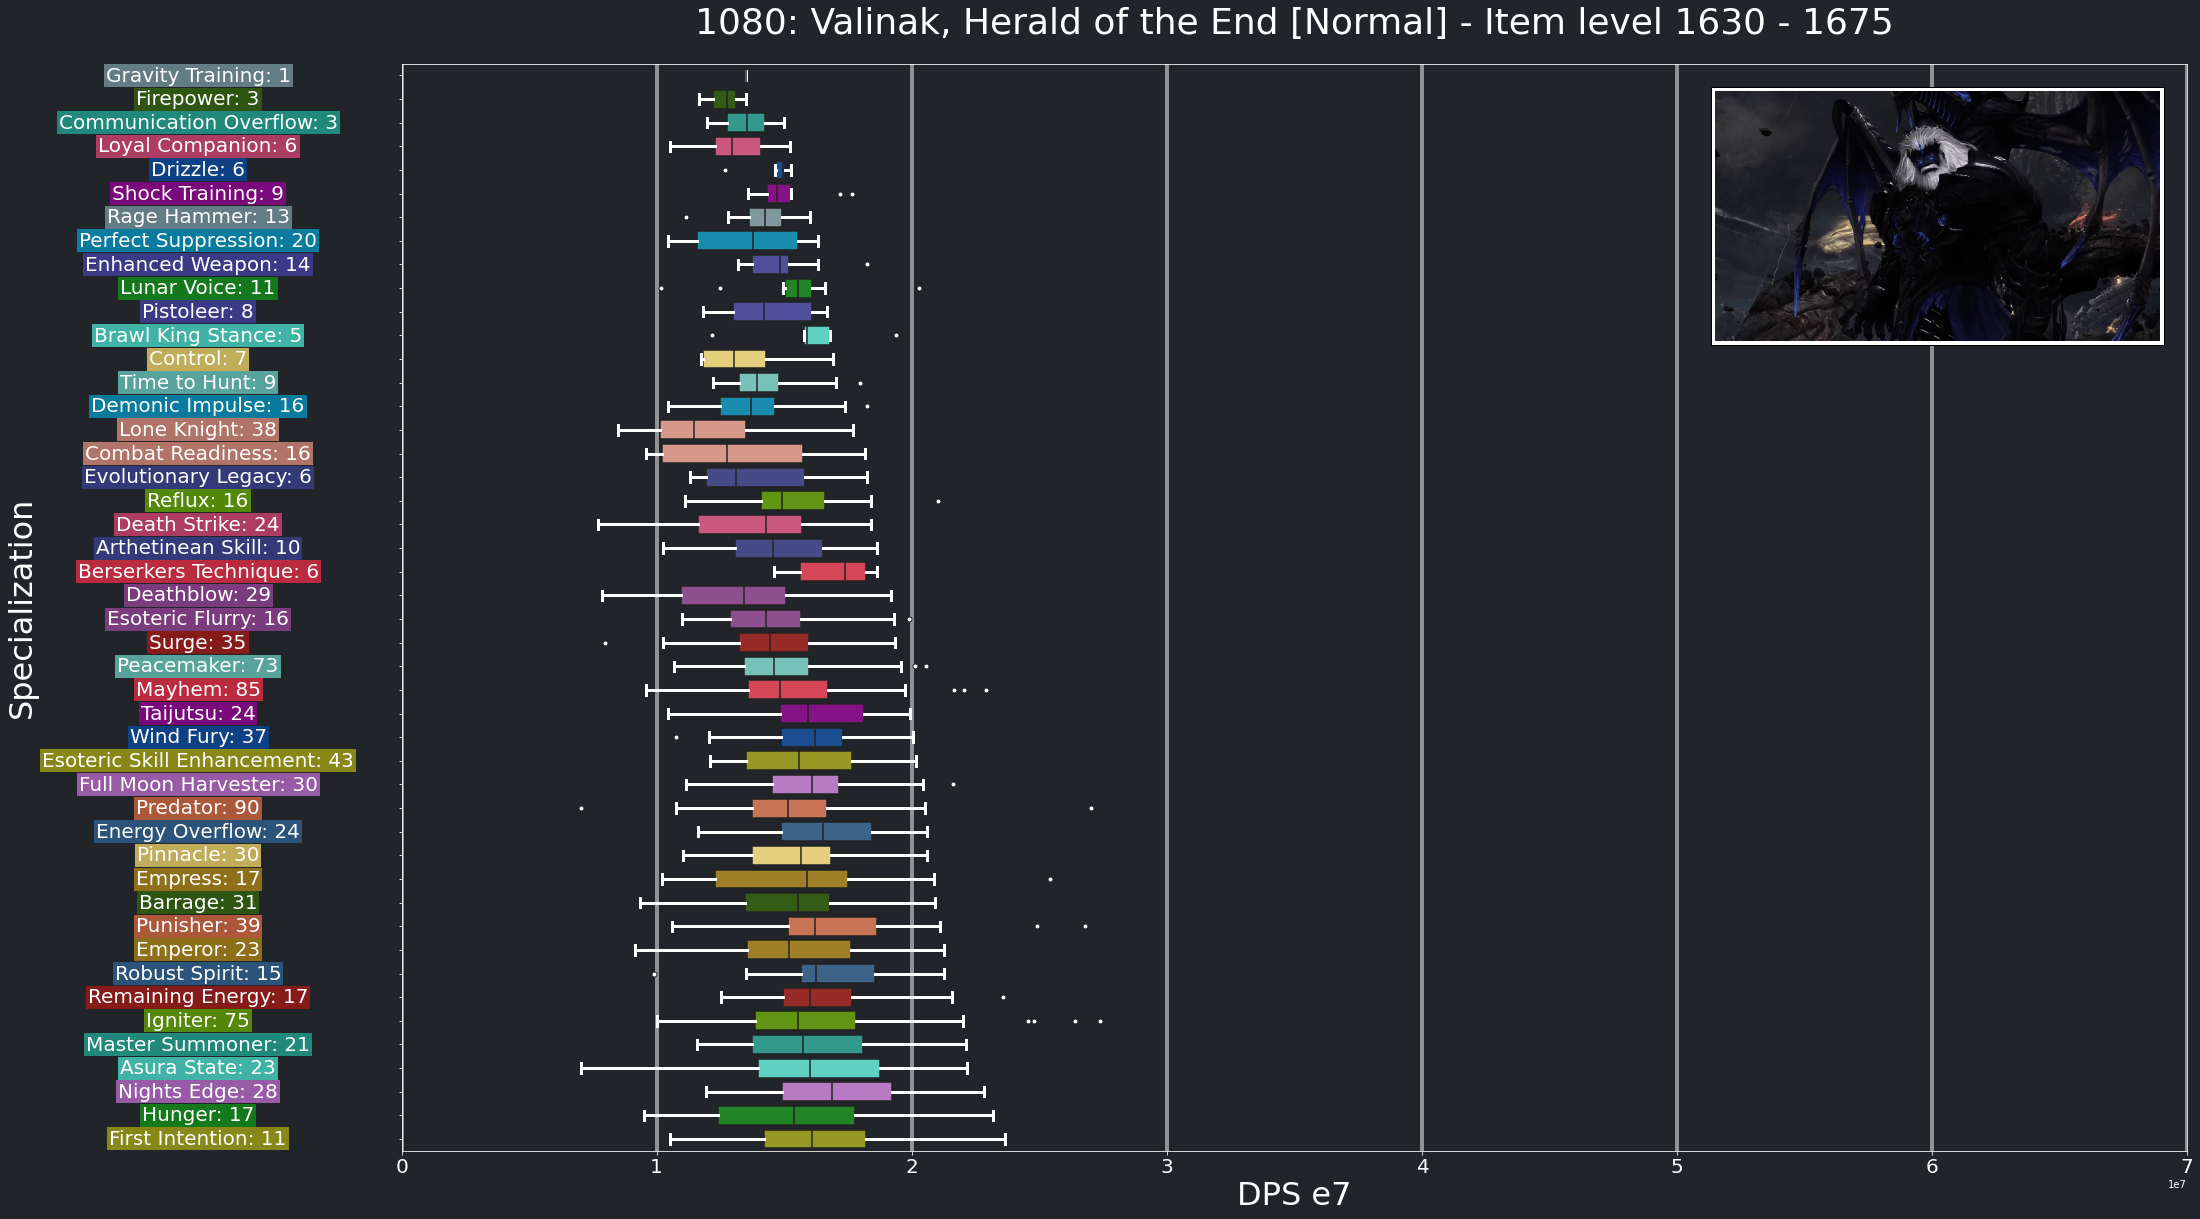 1080: Valinak, Herald of the End [Normal] - Item level 1630 - 1675
Specialization
Gravity Training: 1
Firepower: 3
Communication Overflow: 3
Loyal Companion: 6
Drizzle: 6
Shock Training: 9
Rage Hammer: 13
Perfect Suppression: 20
Enhanced Weapon: 14
Lunar Voice: 11
Pistoleer: 8
Brawl King Stance: 5
Control: 7
Time to Hunt: 9
Demonic Impulse: 16
Lone Knight: 38
Combat Readiness: 16
Evolutionary Legacy: 6
Reflux: 16
Death Strike: 24
Arthetinean Skill: 10
Berserkers Technique: 6
Deathblow: 29
Esoteric Flurry: 16
Surge: 35
Peacemaker: 73
Mayhem: 85
Taijutsu: 24
Wind Fury: 37
Esoteric Skill Enhancement: 43
Full Moon Harvester: 30
Predator: 90
Energy Overflow: 24
Pinnacle: 30
Empress: 17
Barrage: 31
Punisher: 39
Emperor: 23
Robust Spirit: 15
Remaining Energy: 17
Igniter: 75
Master Summoner: 21
Asura State: 23
Nights Edge: 28
Hunger: 17
First Intention: 11
0 1 2 3 4 5 6 7
1e7
DPS e7